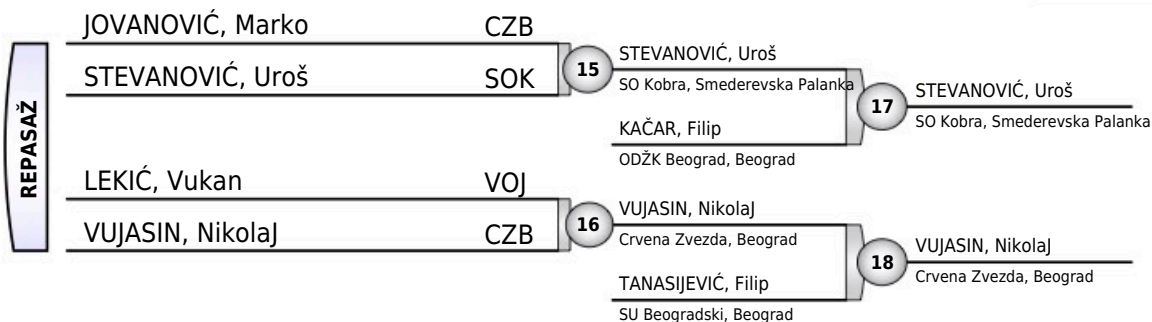 REPASAŽ
JOVANOVIĆ, Marko CZB
STEVANOVIĆ, Uroš SOK
LEKIĆ, Vukan VOJ
VUJASIN, NikolaJ CZB
15
STEVANOVIĆ, Uroš
SO Kobra, Smederevska Palanka
KAČAR, Filip
ODŽK Beograd, Beograd
16
VUJASIN, NikolaJ
Crvena Zvezda, Beograd
TANASIJEVIĆ, Filip
SU Beogradski, Beograd
17
STEVANOVIĆ, Uroš
SO Kobra, Smederevska Palanka
18
VUJASIN, NikolaJ
Crvena Zvezda, Beograd